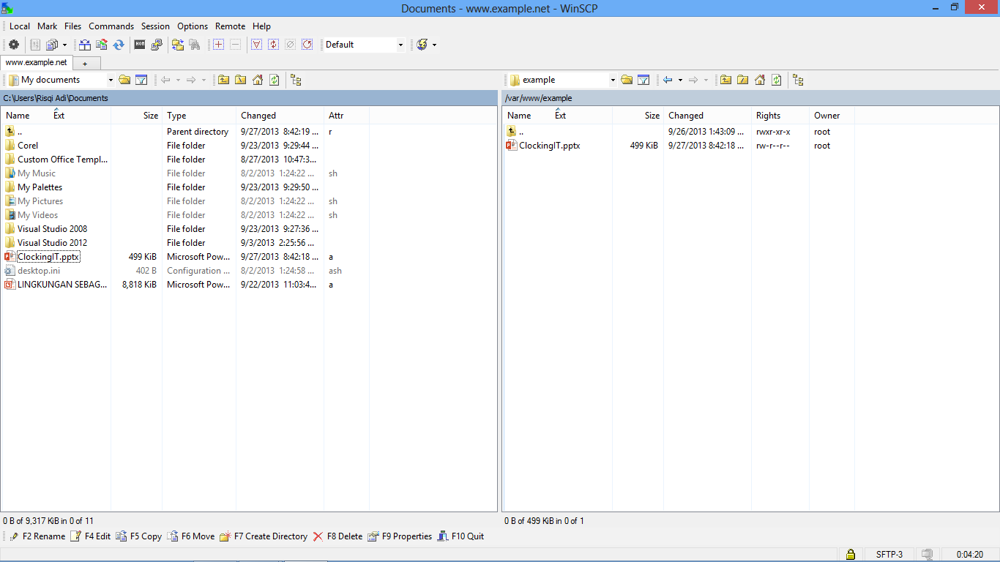 Documents - www.example.net - WinSCP
Local Mark Files Commands Session Options Remote Help
Default
www.example.net +
My documents
example
C:\Users\Risqi Adi\Documents
/var/www/example
Name Ext Size Type Changed Attr
.. Parent directory 9/27/2013 8:42:19 ... r
Corel File folder 9/23/2013 9:29:44 ...
Custom Office Templ... File folder 8/27/2013 10:47:3...
My Music File folder 8/2/2013 1:24:22 ... sh
My Palettes File folder 9/23/2013 9:29:50 ...
My Pictures File folder 8/2/2013 1:24:22 ... sh
My Videos File folder 8/2/2013 1:24:22 ... sh
Visual Studio 2008 File folder 9/23/2013 9:27:36 ...
Visual Studio 2012 File folder 9/3/2013 2:25:56 ...
ClockingIT.pptx 499 KiB Microsoft Pow... 9/27/2013 8:42:18 ... a
desktop.ini 402 B Configuration ... 8/2/2013 1:24:58 ... ash
LINGKUNGAN SEBAG... 8,818 KiB Microsoft Pow... 9/22/2013 11:03:4... a
Name Ext Size Changed Rights Owner
.. 9/26/2013 1:43:09 ... rwxr-xr-x root
ClockingIT.pptx 499 KiB 9/27/2013 8:42:18 ... rw-r--r-- root
0 B of 9,317 KiB in 0 of 11
0 B of 499 KiB in 0 of 1
F2 Rename F4 Edit F5 Copy F6 Move F7 Create Directory F8 Delete F9 Properties F10 Quit
SFTP-3 0:04:20